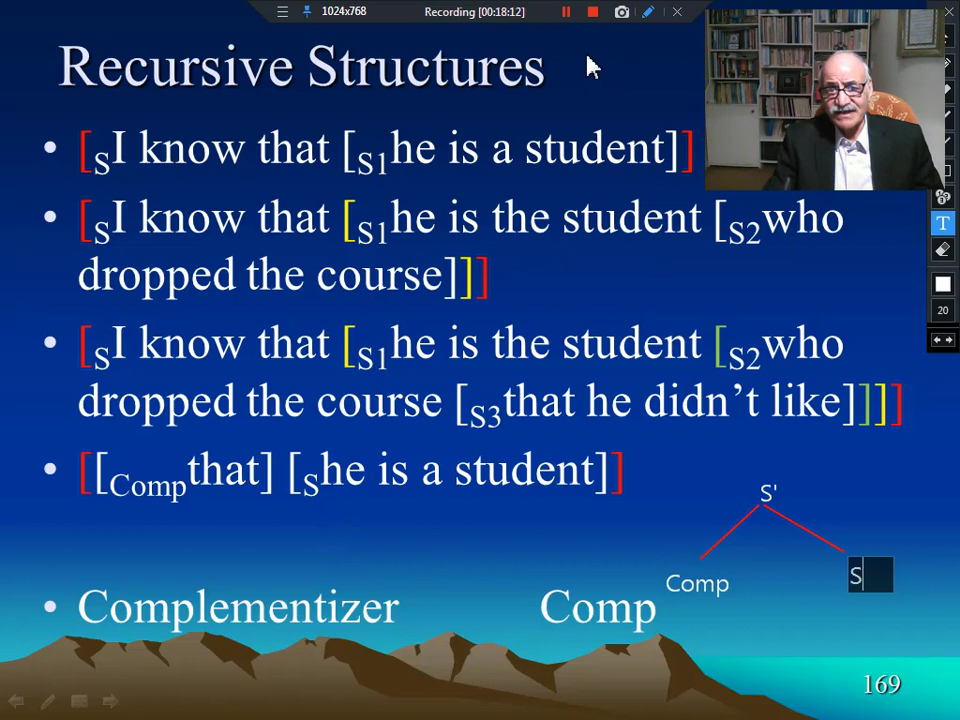 1024x768
Recording [00:18:12]
Recursive Structures
• [SI know that [S1he is a student]]
• [SI know that [S1he is the student [S2who
dropped the course]]]
• [SI know that [S1he is the student [S2who
dropped the course [S3that he didn’t like]]]]
• [[Compthat] [She is a student]]
S'
Comp
S
• Complementizer Comp
T
20
169